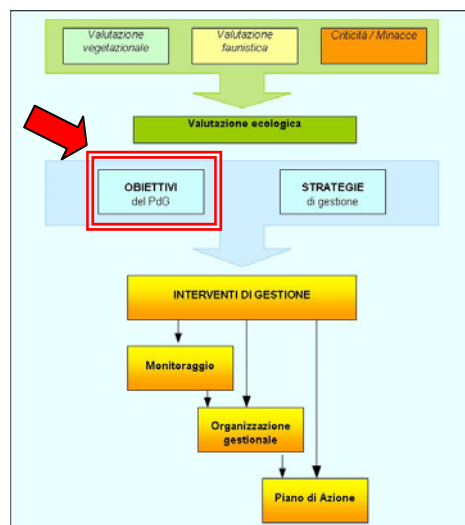 Valutazione
vegetazionale
Valutazione
faunistica
Criticità / Minacce
Valutazione ecologica
OBIETTIVI
del PdG
STRATEGIE
di gestione
INTERVENTI DI GESTIONE
Monitoraggio
Organizzazione
gestionale
Piano di Azione